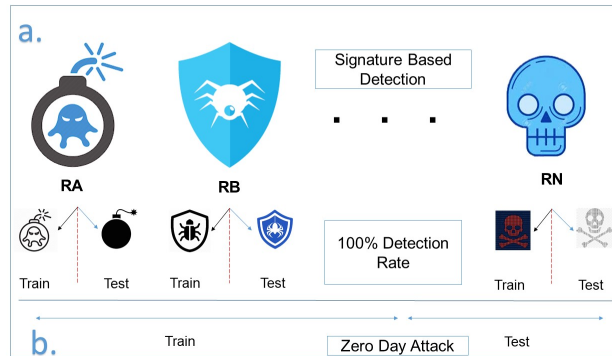 a.
Signature Based
Detection
RA
RB
RN
100% Detection
Rate
Train
Test
Train
Test
Train
Test
b.
Train
Zero Day Attack
Test